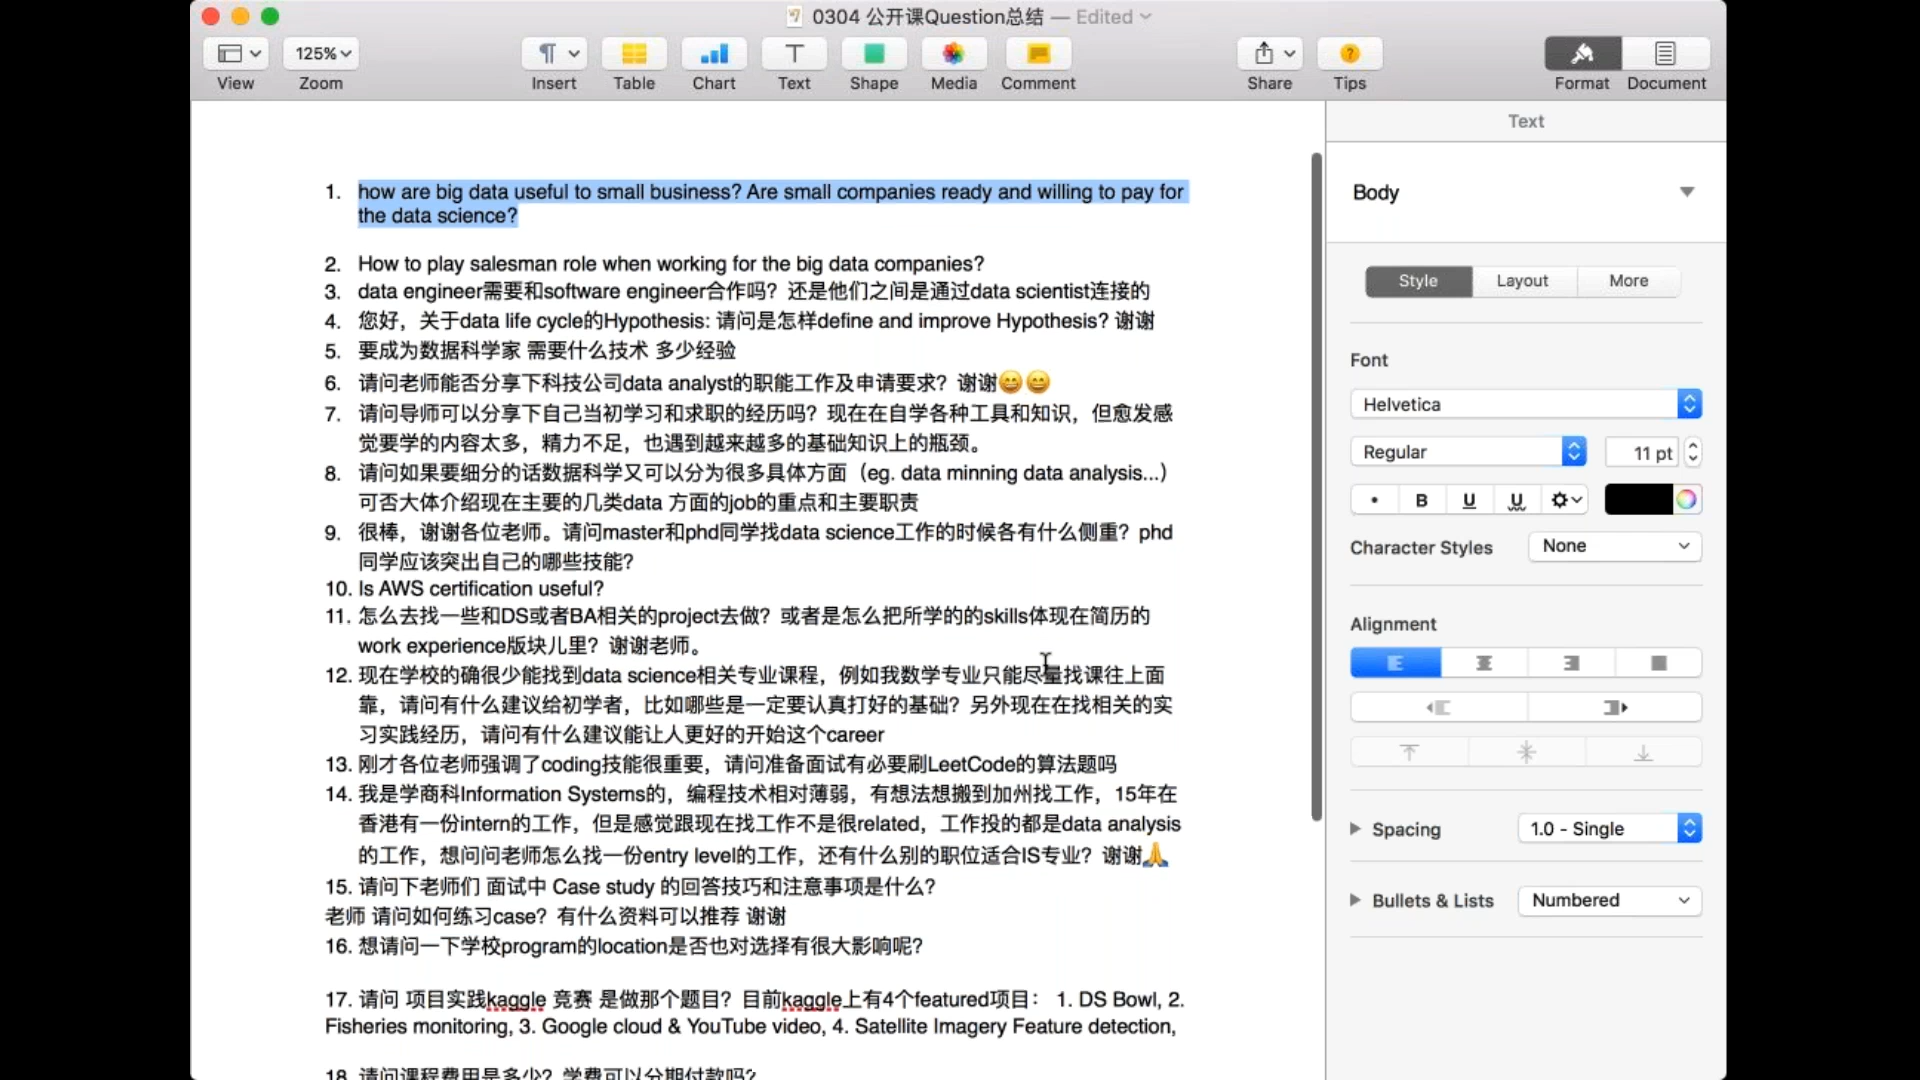 0304 公开课Question总结 — Edited
125%
View
Zoom
Insert
Table
Chart
Text
Shape
Media
Comment
Share
Tips
Format
Document
Text
Body
Style
Layout
More
Font
Helvetica
Regular
11 pt
B
U
U
Character Styles
None
Alignment
Spacing
1.0 - Single
Bullets & Lists
Numbered
1. how are big data useful to small business? Are small companies ready and willing to pay for
the data science?
2. How to play salesman role when working for the big data companies?
3. data engineer需要和software engineer合作吗？还是他们之间是通过data scientist连接的
4. 您好，关于data life cycle的Hypothesis: 请问是怎样define and improve Hypothesis? 谢谢
5. 要成为数据科学家 需要什么技术 多少经验
6. 请问老师能否分享下科技公司data analyst的职能工作及申请要求？谢谢😄😄
7. 请问导师可以分享下自己当初学习和求职的经历吗？现在在自学各种工具和知识，但愈发感
觉要学的内容太多，精力不足，也遇到越来越多的基础知识上的瓶颈。
8. 请问如果要细分的话数据科学又可以分为很多具体方面（eg. data minning data analysis...）
可否大体介绍现在主要的几类data 方面的job的重点和主要职责
9. 很棒，谢谢各位老师。请问master和phd同学找data science工作的时候各有什么侧重？phd
同学应该突出自己的哪些技能?
10. Is AWS certification useful?
11. 怎么去找一些和DS或者BA相关的project去做？或者是怎么把所学的的skills体现在简历的
work experience版块儿里？谢谢老师。
12. 现在学校的确很少能找到data science相关专业课程，例如我数学专业只能尽量找课往上面
靠，请问有什么建议给初学者，比如哪些是一定要认真打好的基础？另外现在在找相关的实
习实践经历，请问有什么建议能让人更好的开始这个career
13. 刚才各位老师强调了coding技能很重要，请问准备面试有必要刷LeetCode的算法题吗
14. 我是学商科Information Systems的，编程技术相对薄弱，有想法想搬到加州找工作，15年在
香港有一份intern的工作，但是感觉跟现在找工作不是很related，工作投的都是data analysis
的工作，想问问老师怎么找一份entry level的工作，还有什么别的职位适合IS专业？谢谢🙏
15. 请问下老师们 面试中 Case study 的回答技巧和注意事项是什么?
老师 请问如何练习case？有什么资料可以推荐 谢谢
16. 想请问一下学校program的location是否也对选择有很大影响呢?
17. 请问 项目实践kaggle 竞赛 是做那个题目？目前kaggle上有4个featured项目： 1. DS Bowl, 2.
Fisheries monitoring, 3. Google cloud & YouTube video, 4. Satellite Imagery Feature detection,
18. 请问课程费用是多少？学费可以分期付款吗?